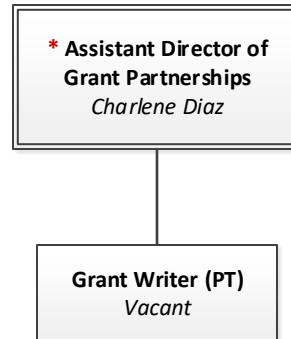 * Assistant Director of
Grant Partnerships
Charlene Diaz
Grant Writer (PT)
Vacant